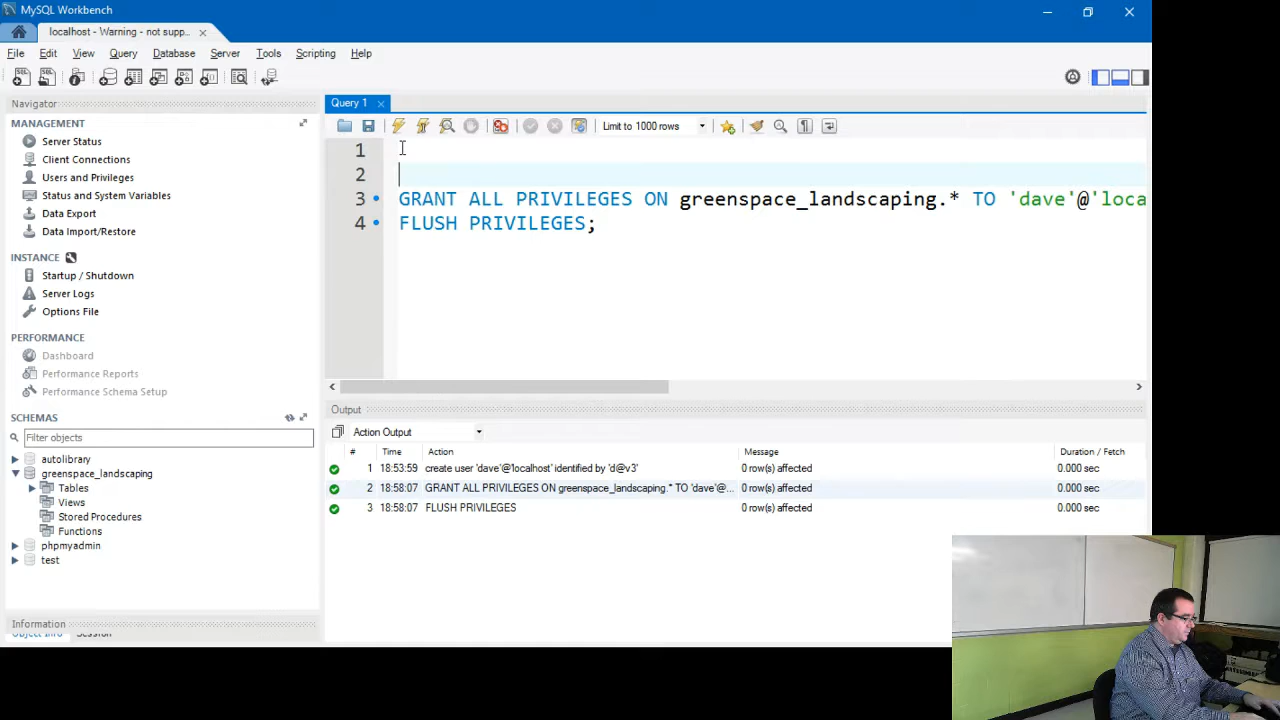 MySQL Workbench
localhost - Warning - not supp..
File Edit View Query Database Server Tools Scripting Help
Navigator
MANAGEMENT
Server Status
Client Connections
Users and Privileges
Status and System Variables
Data Export
Data Import/Restore
INSTANCE
Startup / Shutdown
Server Logs
Options File
PERFORMANCE
Dashboard
Performance Reports
Performance Schema Setup
SCHEMAS
Filter objects
autolibrary
greenspace_landscaping
Tables
Views
Stored Procedures
Functions
phpmyadmin
test
Information
Object Info Session
Query 1
Limit to 1000 rows
1
2
3 GRANT ALL PRIVILEGES ON greenspace_landscaping.* TO 'dave'@'loca
4 FLUSH PRIVILEGES;
Output
Action Output
# Time Action Message Duration / Fetch
1 18:53:59 create user 'dave'@'localhost' identified by 'd@v3' 0 row(s) affected 0.000 sec
2 18:58:07 GRANT ALL PRIVILEGES ON greenspace_landscaping.* TO 'dave'@... 0 row(s) affected 0.000 sec
3 18:58:07 FLUSH PRIVILEGES 0 row(s) affected 0.000 sec